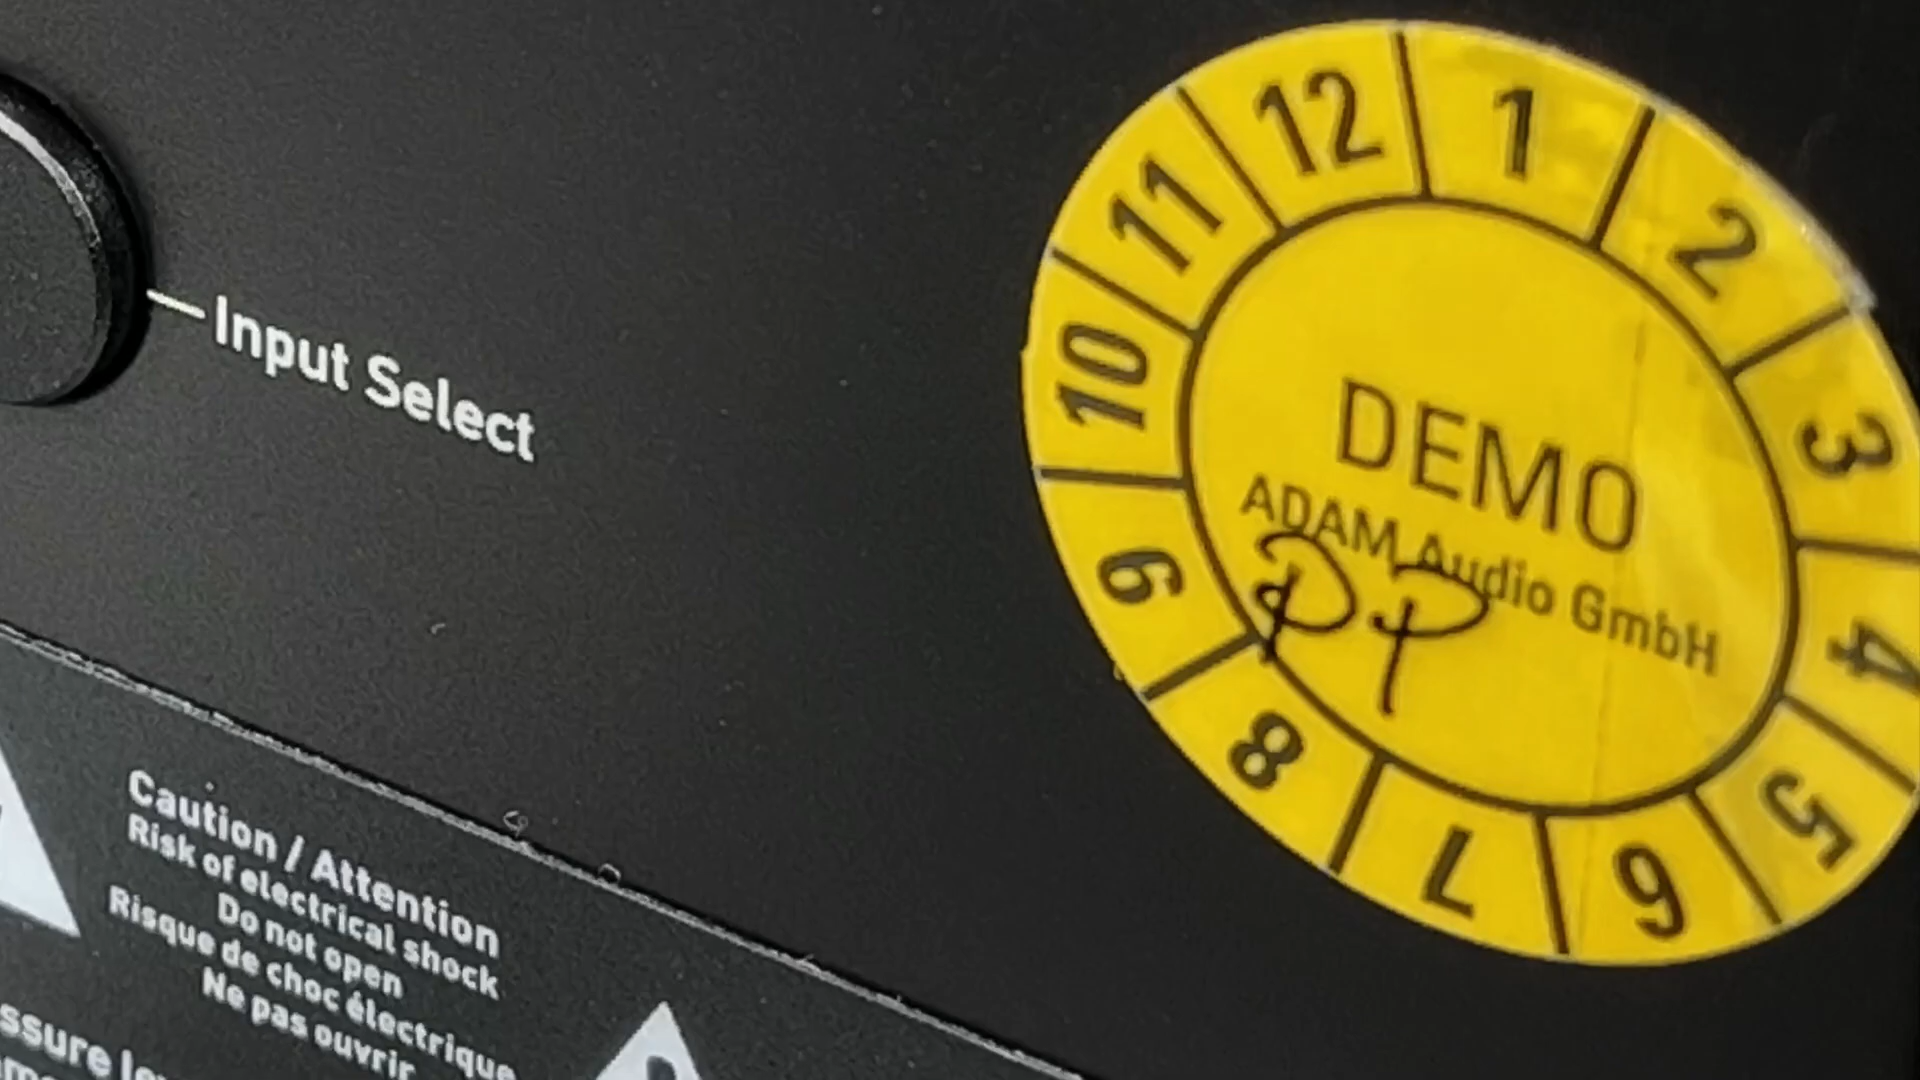 Input Select
12
1
2
3
4
5
6
7
8
9
10
11
DEMO
ADAM Audio GmbH
PP
Caution / Attention
Risk of electrical shock
Do not open
Risque de choc électrique
Ne pas ouvrir